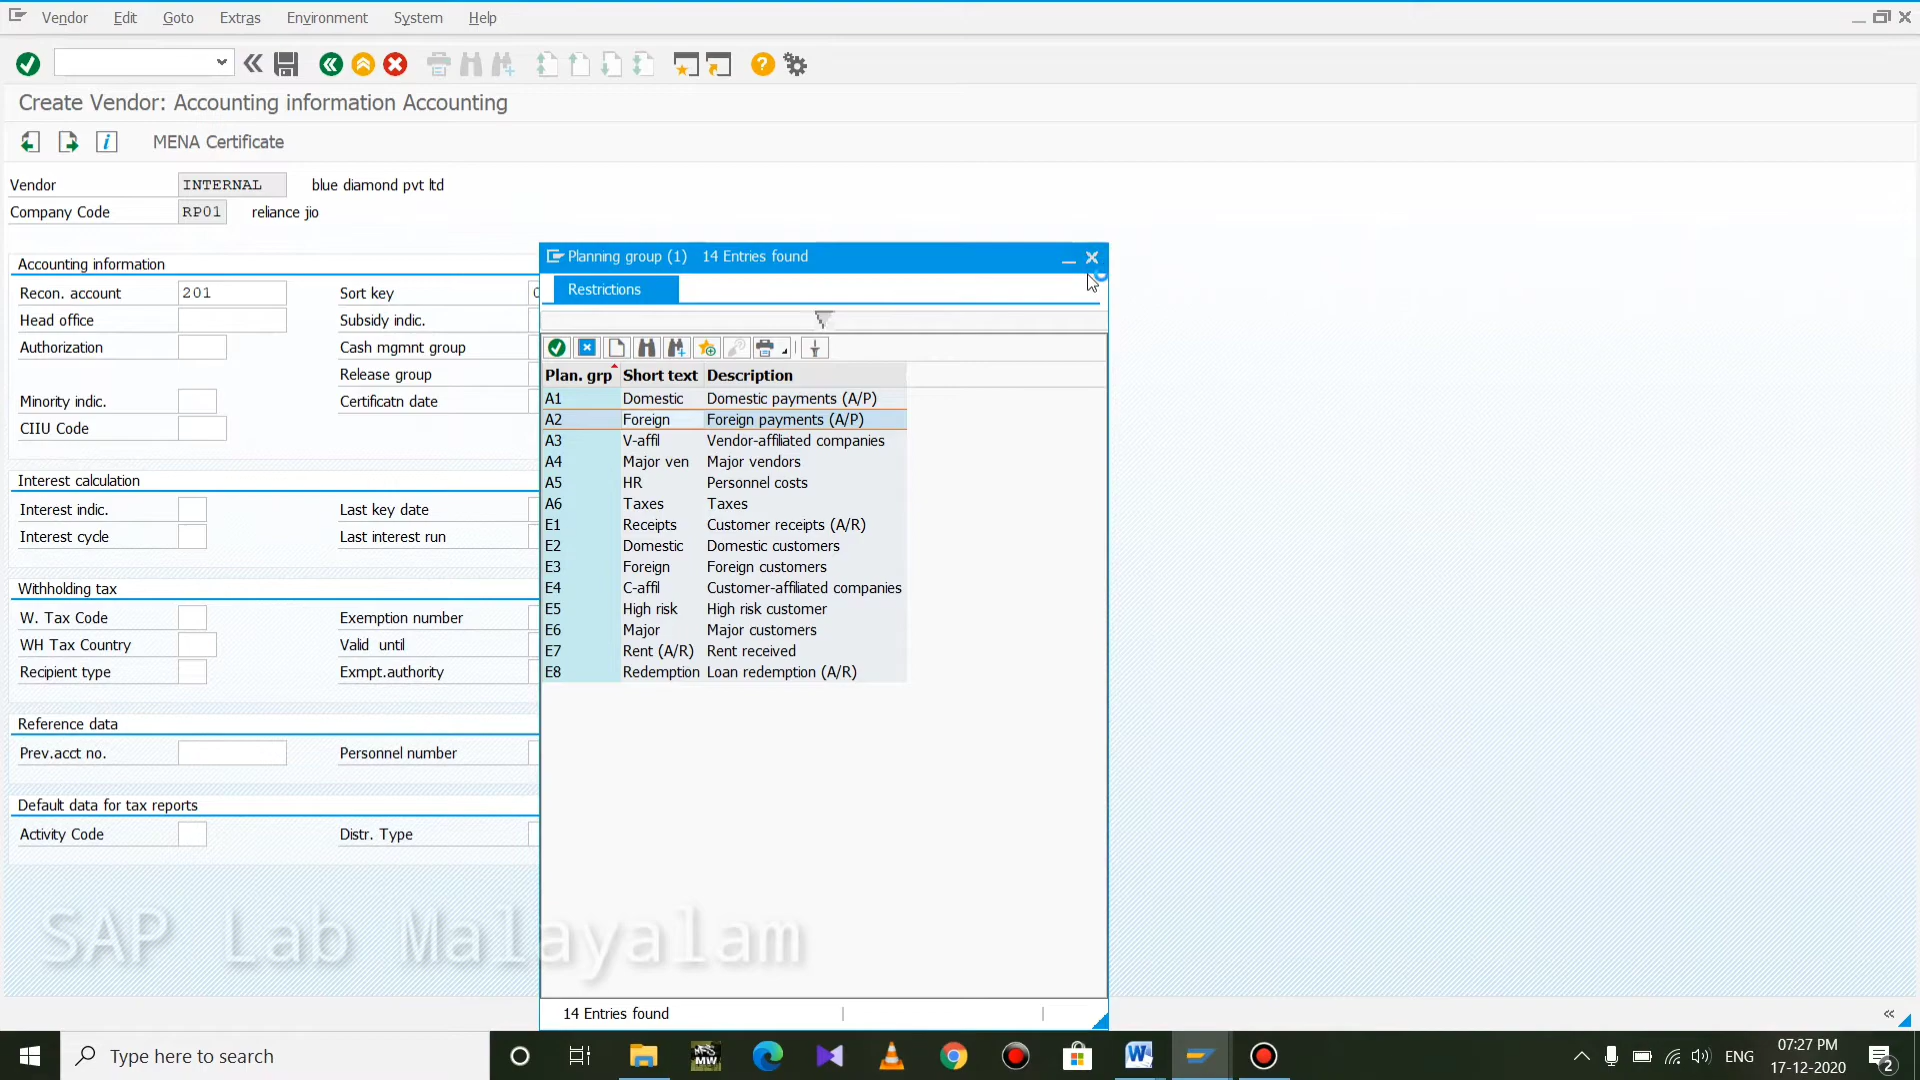 Vendor Edit Goto Extras Environment System Help
Create Vendor: Accounting information Accounting
MENA Certificate
Vendor INTERNAL blue diamond pvt ltd
Company Code RP01 reliance jio
Accounting information
Recon. account 201 Sort key
Head office Subsidy indic.
Authorization Cash mgmnt group
Release group
Minority indic. Certificatn date
CIIU Code
Interest calculation
Interest indic. Last key date
Interest cycle Last interest run
Withholding tax
W. Tax Code Exemption number
WH Tax Country Valid until
Recipient type Exmpt.authority
Reference data
Prev.acct no. Personnel number
Default data for tax reports
Activity Code Distr. Type
Planning group (1) 14 Entries found
Restrictions
Plan. grp Short text Description
A1 Domestic Domestic payments (A/P)
A2 Foreign Foreign payments (A/P)
A3 V-affil Vendor-affiliated companies
A4 Major ven Major vendors
A5 HR Personnel costs
A6 Taxes Taxes
E1 Receipts Customer receipts (A/R)
E2 Domestic Domestic customers
E3 Foreign Foreign customers
E4 C-affil Customer-affiliated companies
E5 High risk High risk customer
E6 Major Major customers
E7 Rent (A/R) Rent received
E8 Redemption Loan redemption (A/R)
14 Entries found
SAP Lab Malayalam
Type here to search
MW
ENG
07:27 PM
17-12-2020
2